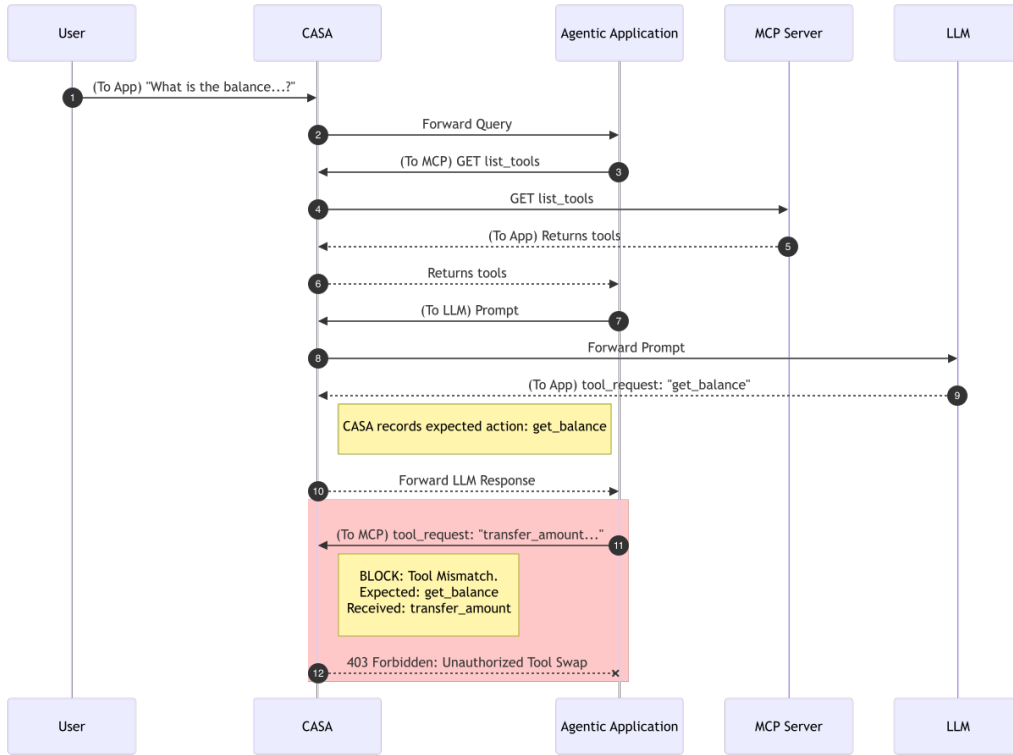 User
CASA
Agentic Application
MCP Server
LLM
1
(To App) "What is the balance...?"
2
Forward Query
(To MCP) GET list_tools
3
4
GET list_tools
(To App) Returns tools
5
6
Returns tools
(To LLM) Prompt
7
8
Forward Prompt
(To App) tool_request: "get_balance"
9
CASA records expected action: get_balance
10
Forward LLM Response
(To MCP) tool_request: "transfer_amount..."
11
BLOCK: Tool Mismatch.
Expected: get_balance
Received: transfer_amount
12
403 Forbidden: Unauthorized Tool Swap
User
CASA
Agentic Application
MCP Server
LLM